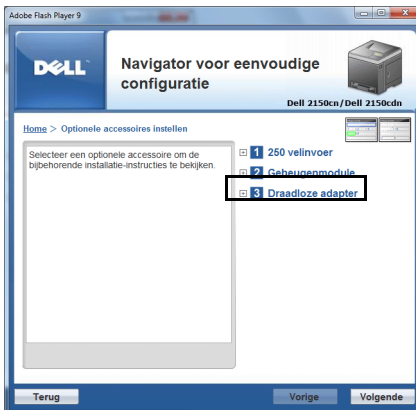 Adobe Flash Player 9
DELL
Navigator voor eenvoudige
configuratie
Dell 2150cn/Dell 2150cdn
Home > Optionele accessoires instellen
Selecteer een optionele accessoire om de
bijbehorende installatie-instructies te bekijken.
1 250 velinvoer
2 Geheugenmodule
3 Draadloze adapter
Terug
Vorige
Volgende